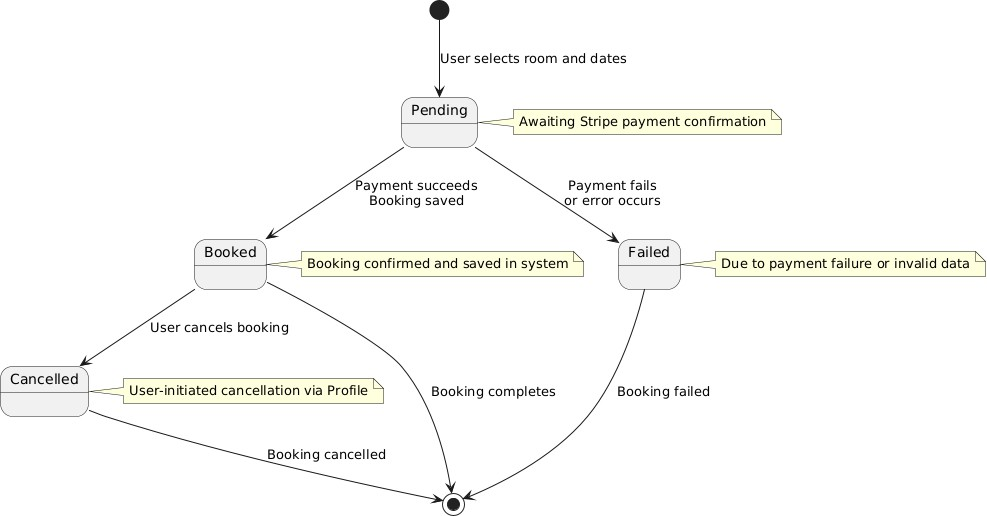 User selects room and dates
Pending
Awaiting Stripe payment confirmation
Payment succeeds
Booking saved
Payment fails
or error occurs
Booked
Booking confirmed and saved in system
Failed
Due to payment failure or invalid data
User cancels booking
Cancelled
User-initiated cancellation via Profile
Booking completes
Booking failed
Booking cancelled